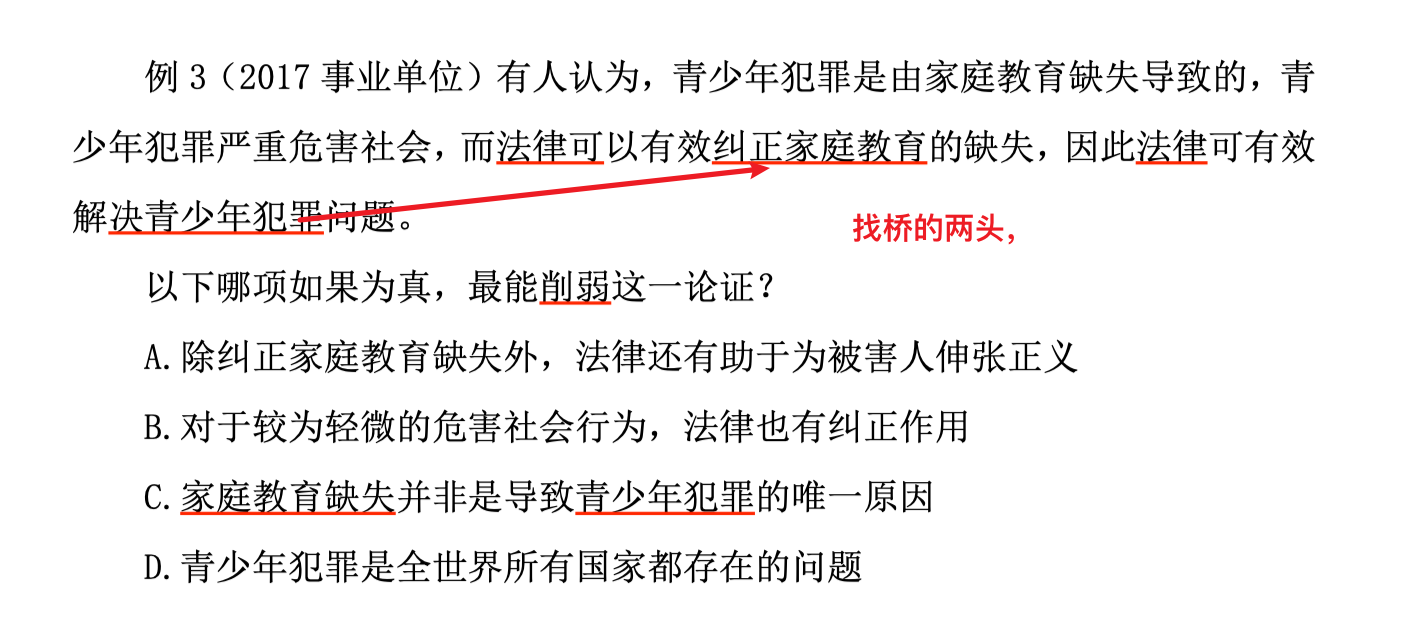 例 3（2017 事业单位）有人认为，青少年犯罪是由家庭教育缺失导致的，青
少年犯罪严重危害社会，而法律可以有效纠正家庭教育的缺失，因此法律可有效
解决青少年犯罪问题。
找桥的两头，
以下哪项如果为真，最能削弱这一论证？
A. 除纠正家庭教育缺失外，法律还有助于为被害人伸张正义
B. 对于较为轻微的危害社会行为，法律也有纠正作用
C. 家庭教育缺失并非是导致青少年犯罪的唯一原因
D. 青少年犯罪是全世界所有国家都存在的问题